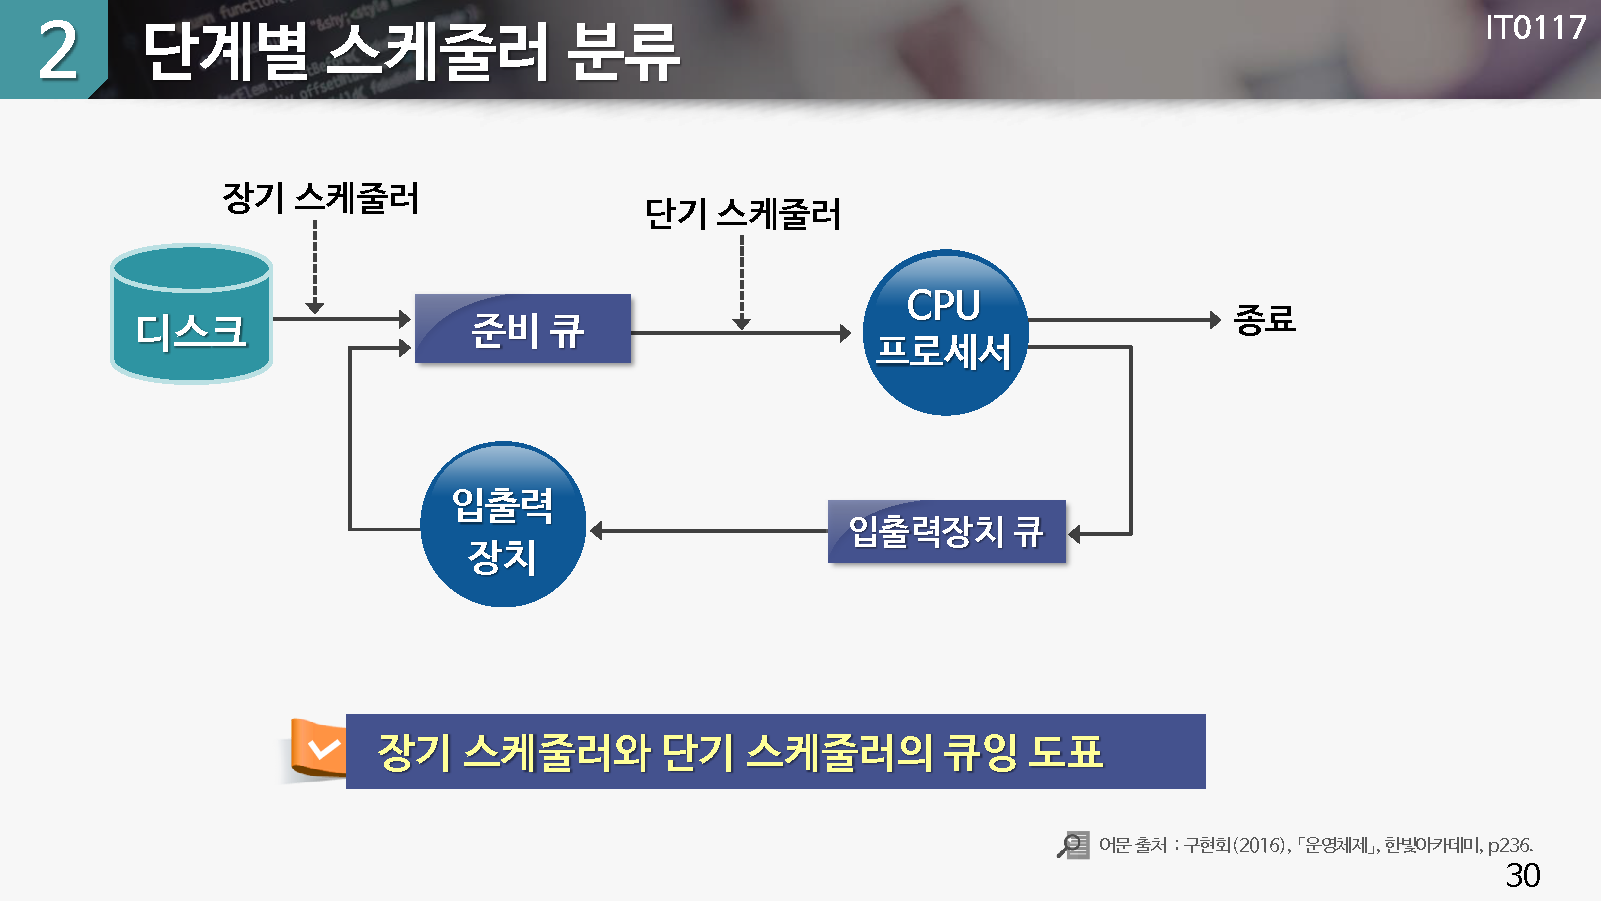 2
단계별 스케줄러 분류
IT0117
장기 스케줄러
단기 스케줄러
디스크
준비 큐
CPU
프로세서
종료
입출력
장치
입출력장치 큐
장기 스케줄러와 단기 스케줄러의 큐잉 도표
어문 출처 : 구현회(2016), 「운영체제」, 한빛아카데미, p236.
30